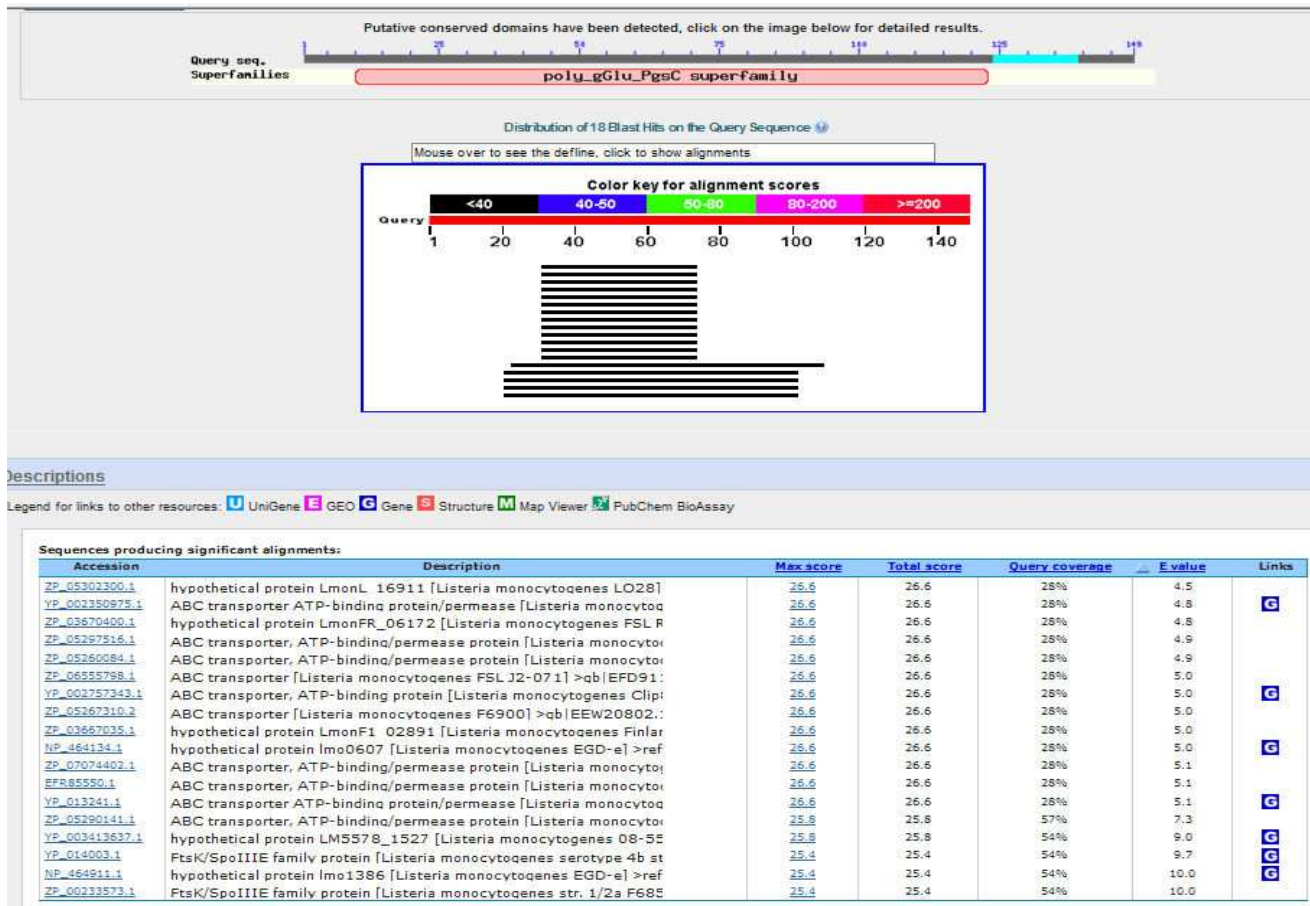 Putative conserved domains have been detected, click on the image below for detailed results.
1 25 50 75 100 125 149
Query seq.
Superfamilies
poly_gGlu_PgsC superfamily
Distribution of 18 Blast Hits on the Query Sequence
Mouse over to see the defline, click to show alignments
Color key for alignment scores
<40 40-50 50-80 80-200 >=200
Query
1 20 40 60 80 100 120 140
Descriptions
Legend for links to other resources: U UniGene E GEO G Gene S Structure M Map Viewer PubChem BioAssay
Sequences producing significant alignments:
Accession Description Max score Total score Query coverage E value Links
ZP_05302300.1 hypothetical protein LmonL_16911 [Listeria monocytogenes LO28] 26.6 26.6 28% 4.5
YP_002350975.1 ABC transporter ATP-binding protein/permease [Listeria monocytog 26.6 26.6 28% 4.8 G
ZP_03670400.1 hypothetical protein LmonFR_06172 [Listeria monocytogenes FSL R 26.6 26.6 28% 4.8
ZP_05297516.1 ABC transporter, ATP-binding/permease protein [Listeria monocyto 26.6 26.6 28% 4.9
ZP_05260084.1 ABC transporter, ATP-binding/permease protein [Listeria monocyto 26.6 26.6 28% 4.9
ZP_06555798.1 ABC transporter [Listeria monocytogenes FSL J2-071] >gb|EFD911 26.6 26.6 28% 5.0
YP_002757343.1 ABC transporter, ATP-binding protein [Listeria monocytogenes Clip 26.6 26.6 28% 5.0 G
ZP_05267310.2 ABC transporter [Listeria monocytogenes F6900] >gb|EEW20802. 26.6 26.6 28% 5.0
ZP_03667035.1 hypothetical protein LmonF1_02891 [Listeria monocytogenes Finlan 26.6 26.6 28% 5.0
NP_464134.1 hypothetical protein lmo0607 [Listeria monocytogenes EGD-e] >ref 26.6 26.6 28% 5.0 G
ZP_07074402.1 ABC transporter, ATP-binding/permease protein [Listeria monocyto 26.6 26.6 28% 5.1
EFR85550.1 ABC transporter, ATP-binding/permease protein [Listeria monocyto 26.6 26.6 28% 5.1
YP_013241.1 ABC transporter ATP-binding protein/permease [Listeria monocytog 26.6 26.6 28% 5.1 G
ZP_05290141.1 ABC transporter, ATP-binding/permease protein [Listeria monocyto 25.8 25.8 57% 7.3
YP_003413637.1 hypothetical protein LM5578_1527 [Listeria monocytogenes 08-55 25.8 25.8 54% 9.0 G
YP_014003.1 FtsK/SpoIIIE family protein [Listeria monocytogenes serotype 4b st 25.4 25.4 54% 9.7 G
NP_464911.1 hypothetical protein lmo1386 [Listeria monocytogenes EGD-e] >ref 25.4 25.4 54% 10.0 G
ZP_00233573.1 FtsK/SpoIIIE family protein [Listeria monocytogenes str. 1/2a F685 25.4 25.4 54% 10.0